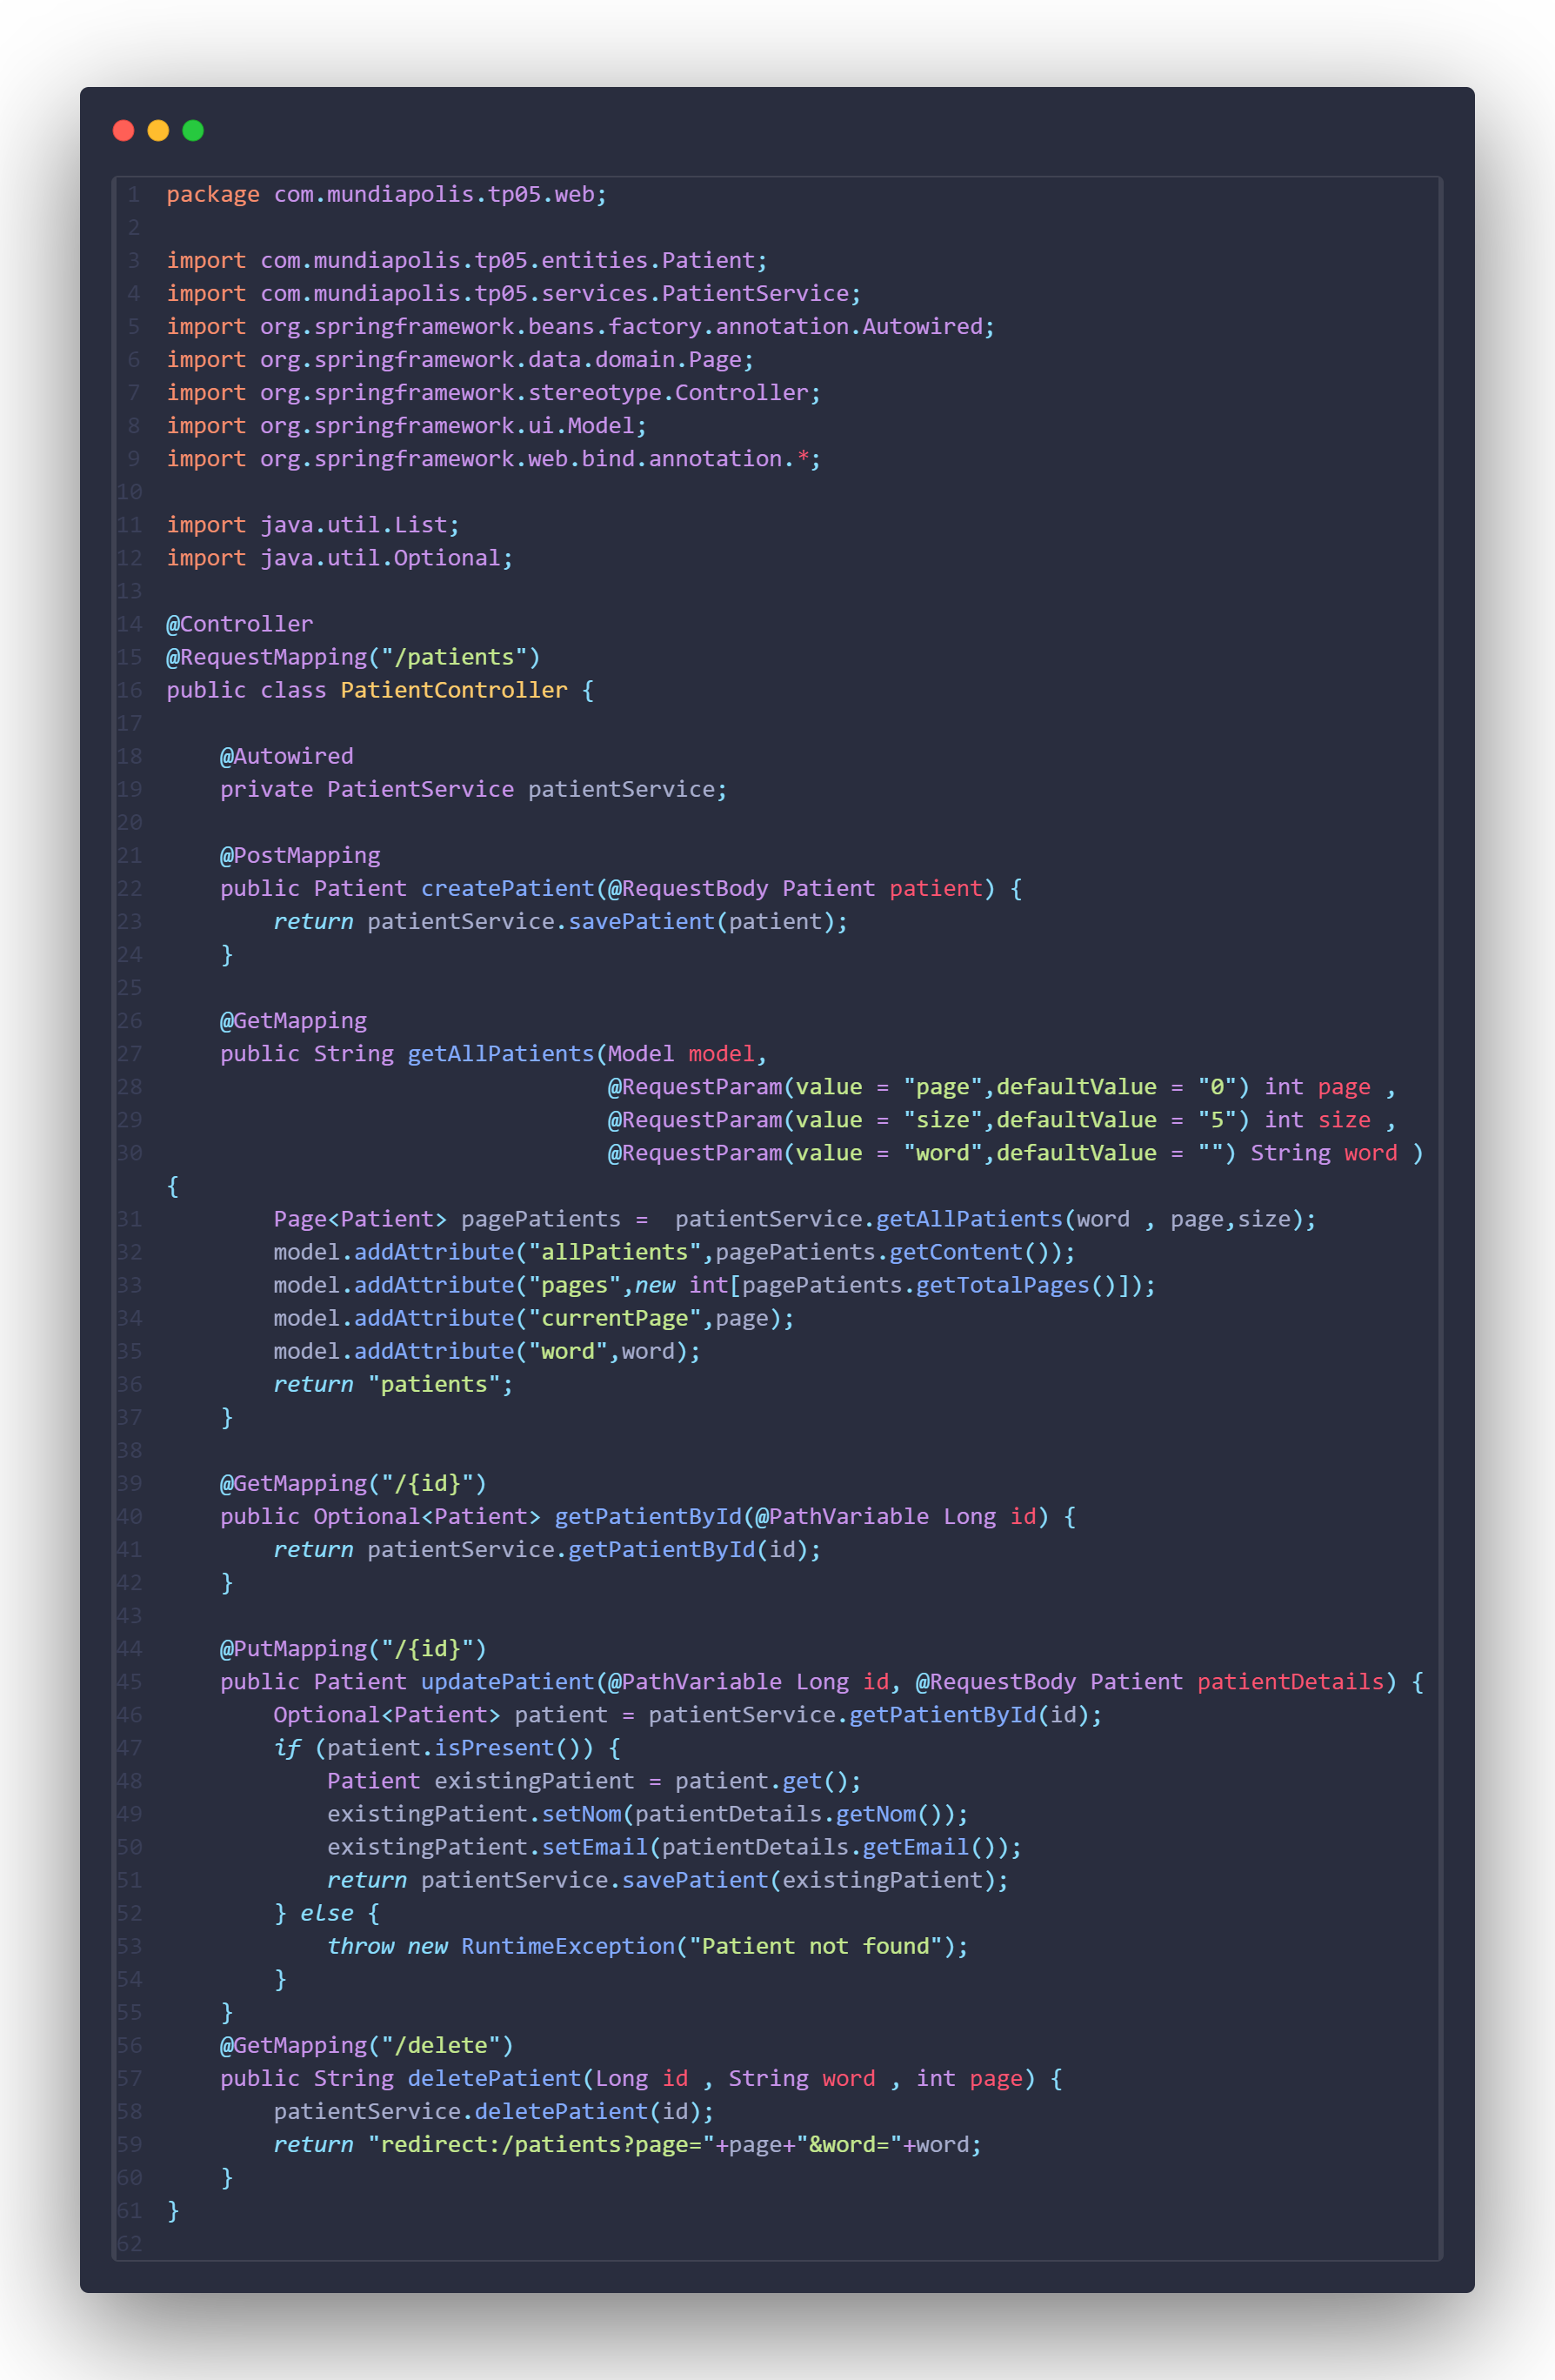 1 package com.mundiapolis.tp05.web;
2
3 import com.mundiapolis.tp05.entities.Patient;
4 import com.mundiapolis.tp05.services.PatientService;
5 import org.springframework.beans.factory.annotation.Autowired;
6 import org.springframework.data.domain.Page;
7 import org.springframework.stereotype.Controller;
8 import org.springframework.ui.Model;
9 import org.springframework.web.bind.annotation.*;
10
11 import java.util.List;
12 import java.util.Optional;
13
14 @Controller
15 @RequestMapping("/patients")
16 public class PatientController {
17
18     @Autowired
19     private PatientService patientService;
20
21     @PostMapping
22     public Patient createPatient(@RequestBody Patient patient) {
23         return patientService.savePatient(patient);
24     }
25
26     @GetMapping
27     public String getAllPatients(Model model,
28                                  @RequestParam(value = "page",defaultValue = "0") int page ,
29                                  @RequestParam(value = "size",defaultValue = "5") int size ,
30                                  @RequestParam(value = "word",defaultValue = "") String word )
{
31         Page<Patient> pagePatients =  patientService.getAllPatients(word , page,size);
32         model.addAttribute("allPatients",pagePatients.getContent());
33         model.addAttribute("pages",new int[pagePatients.getTotalPages()]);
34         model.addAttribute("currentPage",page);
35         model.addAttribute("word",word);
36         return "patients";
37     }
38
39     @GetMapping("/{id}")
40     public Optional<Patient> getPatientById(@PathVariable Long id) {
41         return patientService.getPatientById(id);
42     }
43
44     @PutMapping("/{id}")
45     public Patient updatePatient(@PathVariable Long id, @RequestBody Patient patientDetails) {
46         Optional<Patient> patient = patientService.getPatientById(id);
47         if (patient.isPresent()) {
48             Patient existingPatient = patient.get();
49             existingPatient.setNom(patientDetails.getNom());
50             existingPatient.setEmail(patientDetails.getEmail());
51             return patientService.savePatient(existingPatient);
52         } else {
53             throw new RuntimeException("Patient not found");
54         }
55     }
56     @GetMapping("/delete")
57     public String deletePatient(Long id , String word , int page) {
58         patientService.deletePatient(id);
59         return "redirect:/patients?page="+page+"&word="+word;
60     }
61 }
62